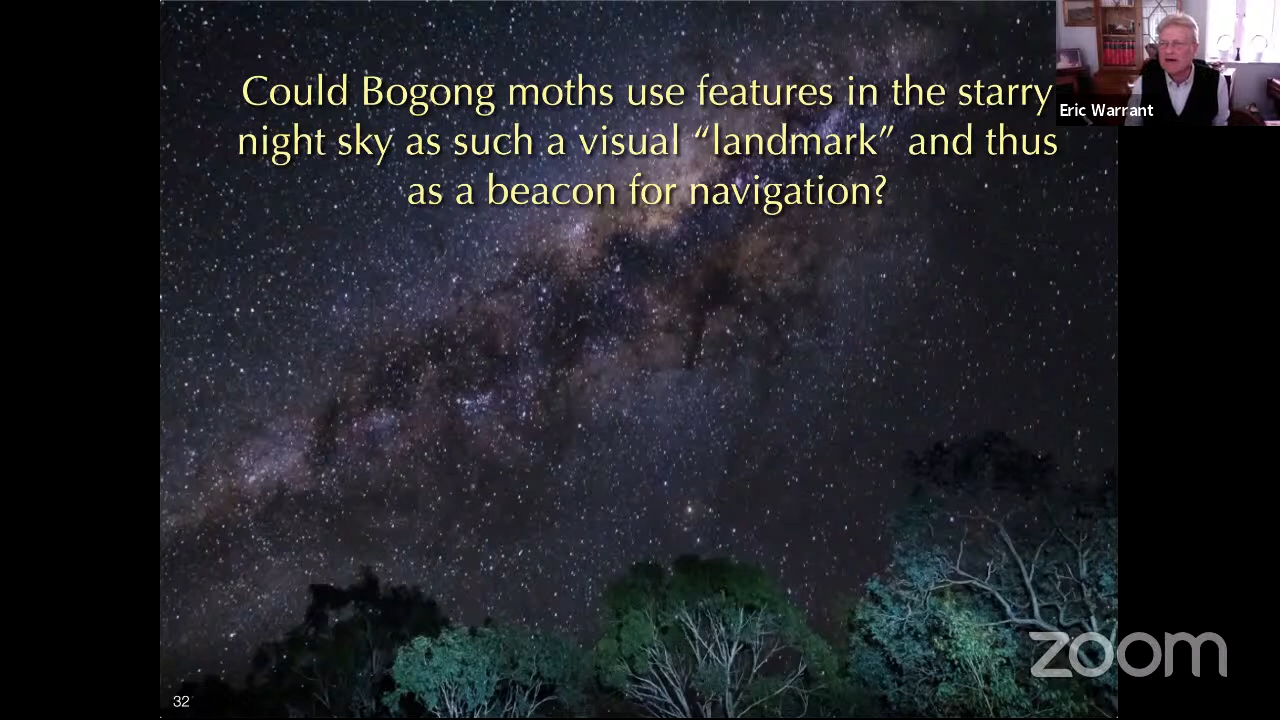 Could Bogong moths use features in the starry
night sky as such a visual “landmark” and thus
as a beacon for navigation?
Eric Warrant
zoom
32